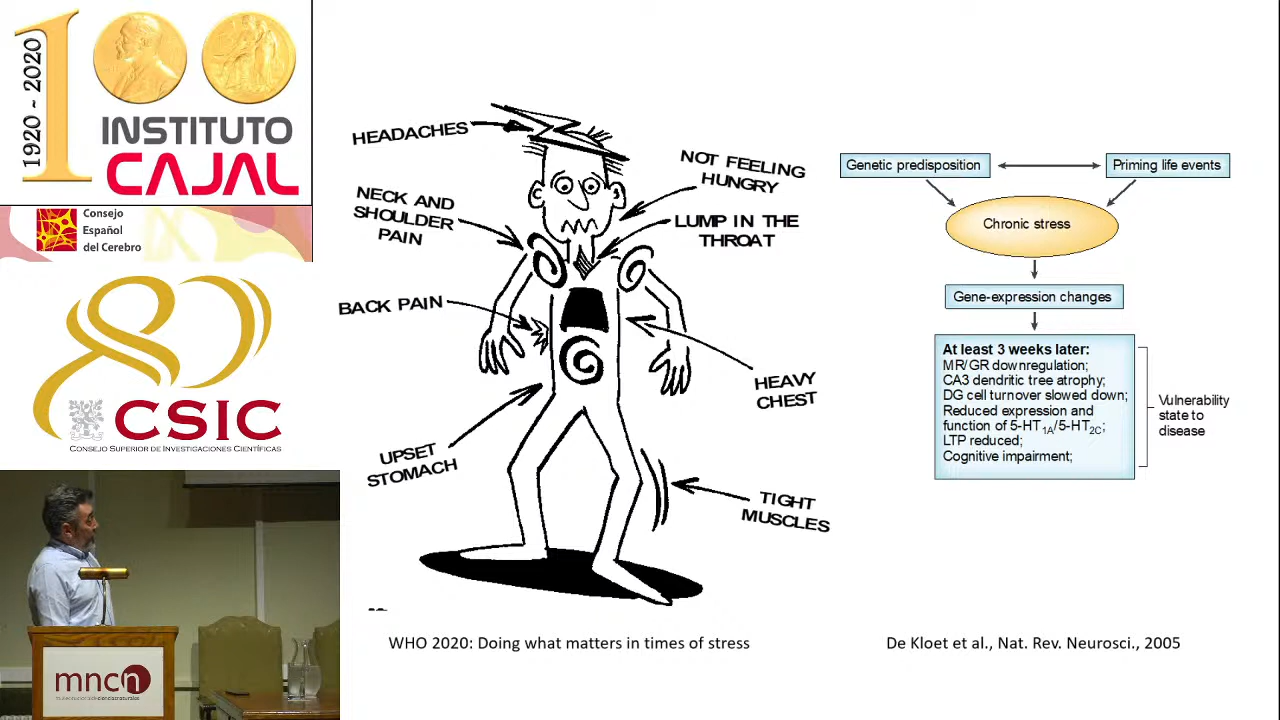 1920 ~ 2020
100
INSTITUTO
CAJAL
Consejo
Español
del Cerebro
80
CSIC
CONSEJO SUPERIOR DE INVESTIGACIONES CIENTÍFICAS
mncn
museonacionaldecienciasnaturales
HEADACHES
NECK AND
SHOULDER
PAIN
BACK PAIN
UPSET
STOMACH
NOT FEELING
HUNGRY
LUMP IN THE
THROAT
HEAVY
CHEST
TIGHT
MUSCLES
WHO 2020: Doing what matters in times of stress
Genetic predisposition
Priming life events
Chronic stress
Gene-expression changes
At least 3 weeks later:
MR/GR downregulation;
CA3 dendritic tree atrophy;
DG cell turnover slowed down;
Reduced expression and
function of 5-HT1A/5-HT2C;
LTP reduced;
Cognitive impairment;
Vulnerability
state to
disease
De Kloet et al., Nat. Rev. Neurosci., 2005